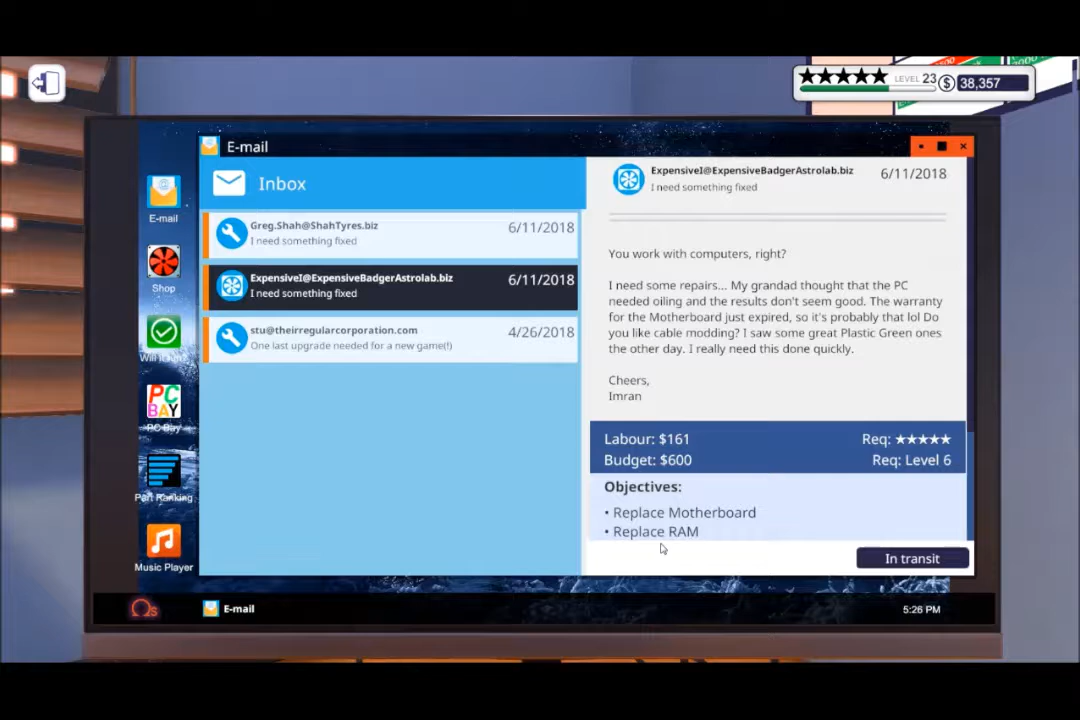 LEVEL 23
$ 38,357
E-mail
Inbox
Greg.Shah@ShahTyres.biz
6/11/2018
I need something fixed
ExpensiveI@ExpensiveBadgerAstrolab.biz
6/11/2018
I need something fixed
stu@theirregularcorporation.com
4/26/2018
One last upgrade needed for a new game(!)
E-mail
Shop
PC
BAY
PC Bay
Part Ranking
Music Player
ExpensiveI@ExpensiveBadgerAstrolab.biz
6/11/2018
I need something fixed
You work with computers, right?
I need some repairs... My grandad thought that the PC
needed oiling and the results don't seem good. The warranty
for the Motherboard just expired, so it's probably that lol Do
you like cable modding? I saw some great Plastic Green ones
the other day. I really need this done quickly.
Cheers,
Imran
Labour: $161
Req: ★★★★★
Budget: $600
Req: Level 6
Objectives:
• Replace Motherboard
• Replace RAM
In transit
Ωs
E-mail
5:26 PM